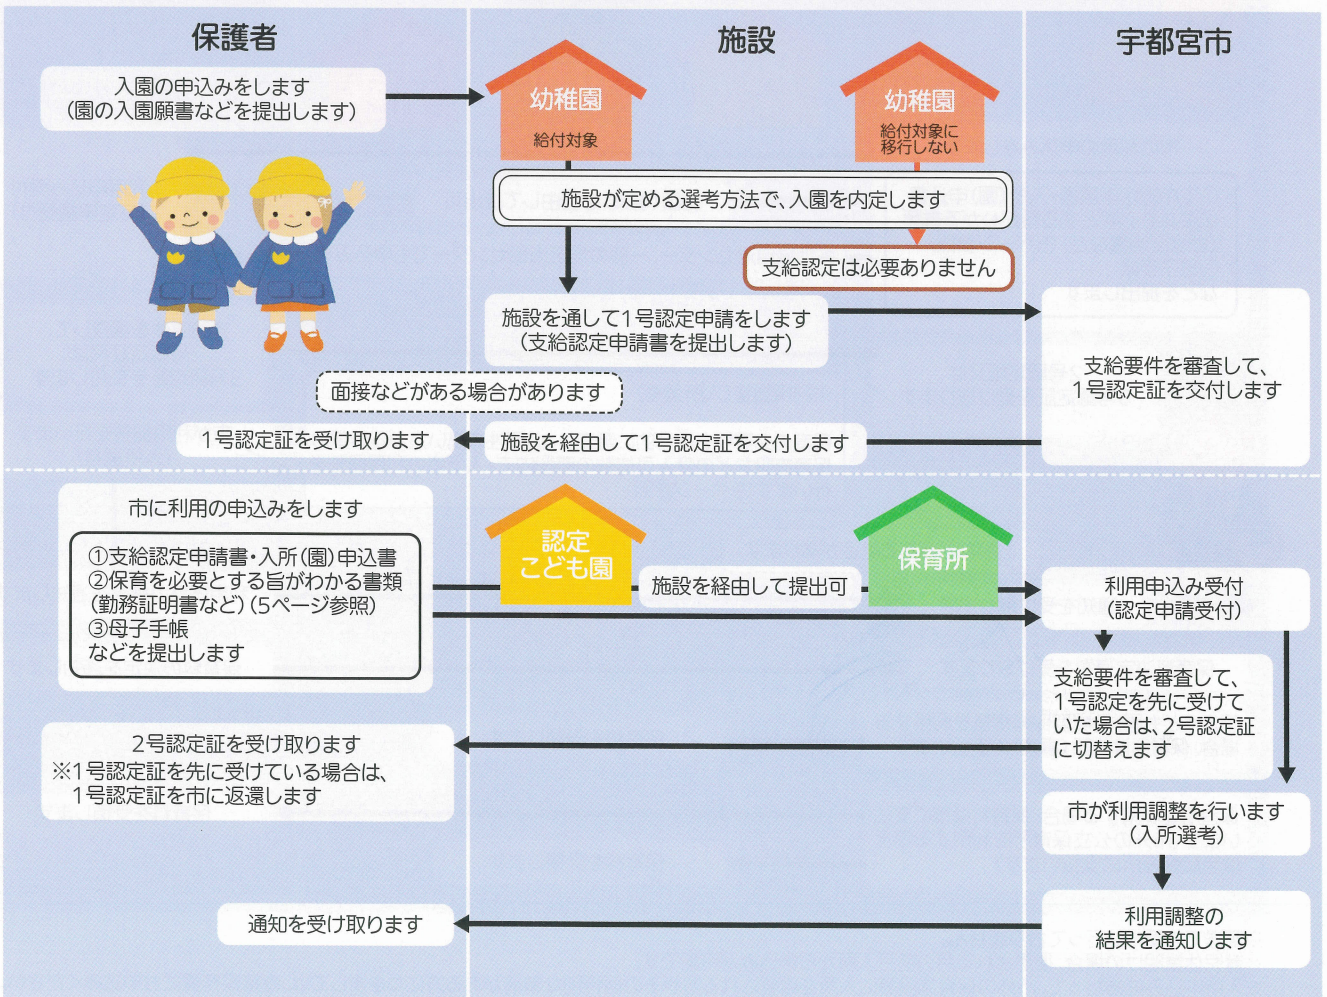 保護者
施設
宇都宮市
入園の申込みをします
（園の入園願書などを提出します）
幼稚園
給付対象
幼稚園
給付対象に
移行しない
施設が定める選考方法で、入園を内定します
支給認定は必要ありません
施設を通して1号認定申請をします
（支給認定申請書を提出します）
支給要件を審査して、
1号認定証を交付します
面接などがある場合があります
1号認定証を受け取ります
施設を経由して1号認定証を交付します
市に利用の申込みをします
①支給認定申請書・入所（園）申込書
②保育を必要とする旨がわかる書類
（勤務証明書など）（5ページ参照）
③母子手帳
などを提出します
認定
こども園
施設を経由して提出可
保育所
利用申込み受付
（認定申請受付）
支給要件を審査して、
1号認定を先に受けて
いた場合は、2号認定証
に切替えます
2号認定証を受け取ります
※1号認定証を先に受けている場合は、
1号認定証を市に返還します
市が利用調整を行います
（入所選考）
利用調整の
結果を通知します
通知を受け取ります